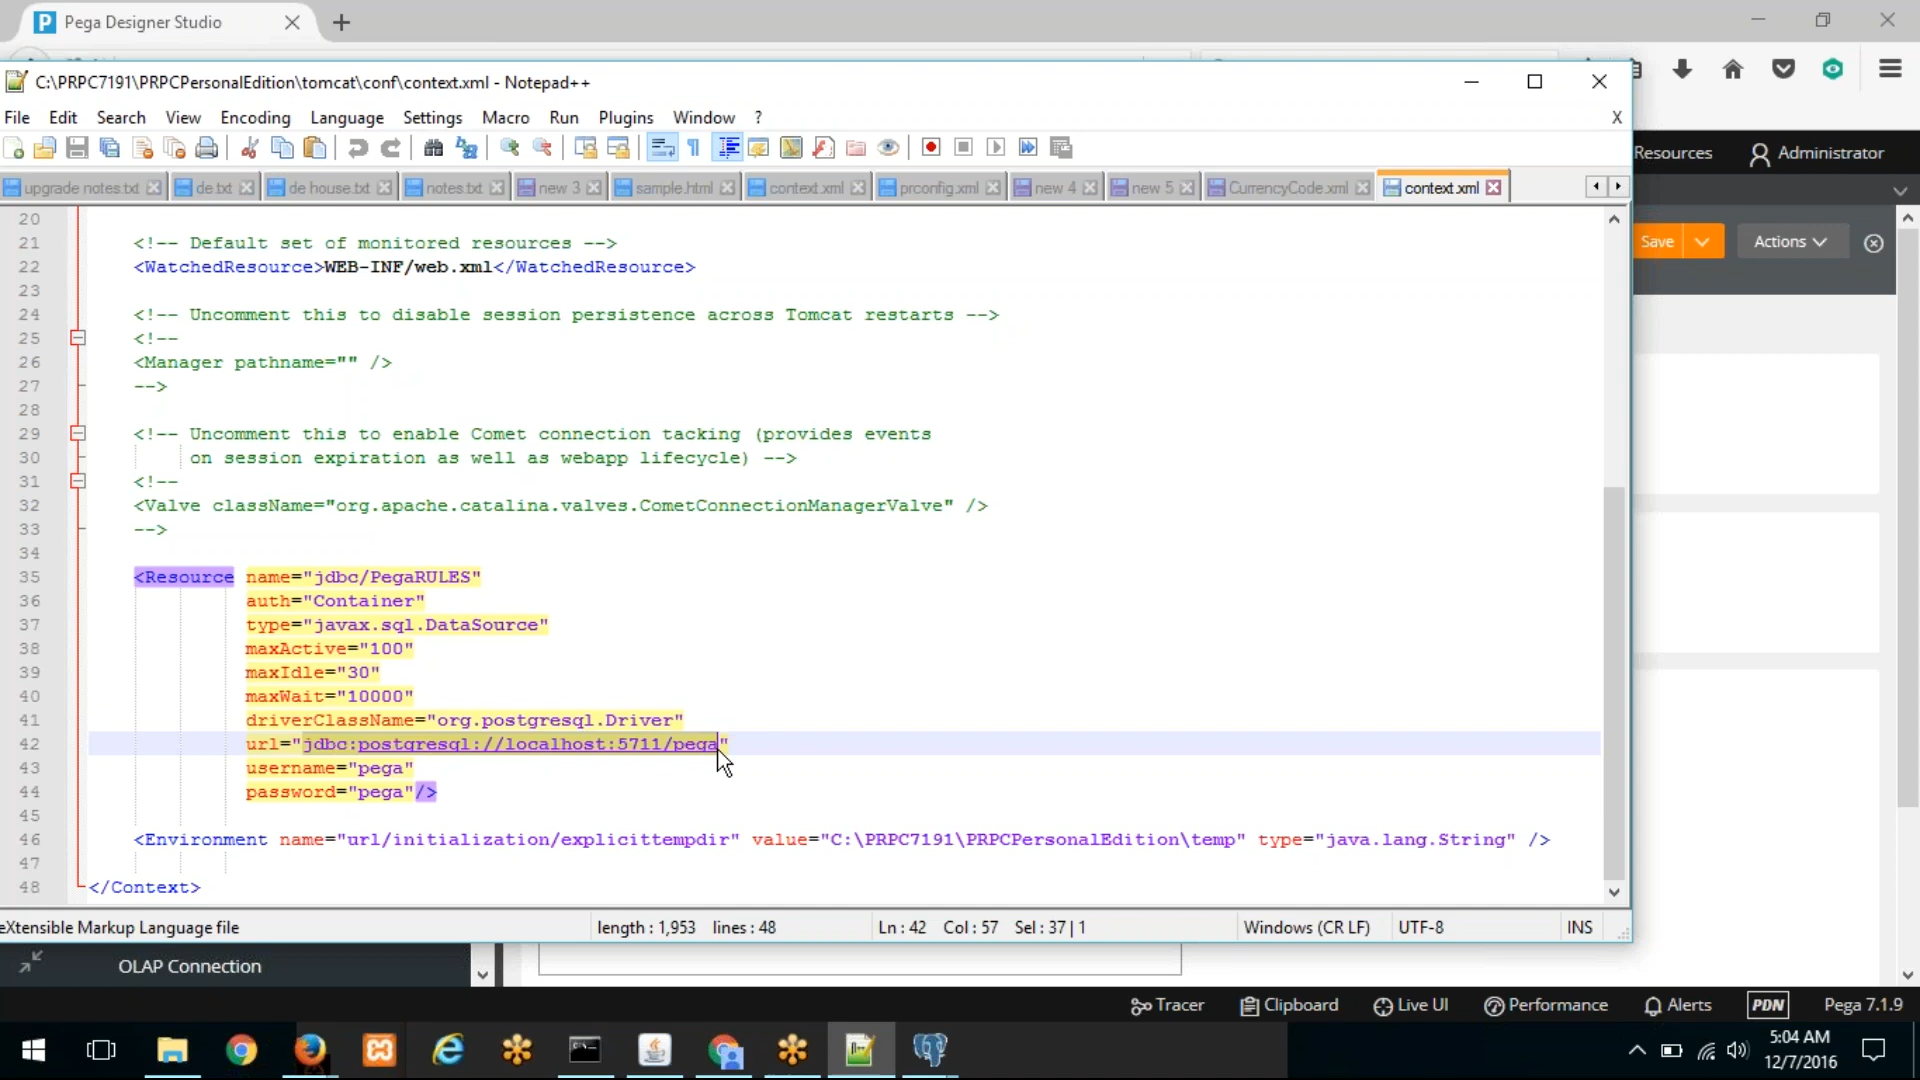 Pega Designer Studio
C:\PRPC7191\PRPCPersonalEdition\tomcat\conf\context.xml - Notepad++
File Edit Search View Encoding Language Settings Macro Run Plugins Window ? X
Resources Administrator
upgrade notes.txt de.txt de house.txt notes.txt new 3 sample.html context.xml prconfig.xml new 4 new 5 CurrencyCode.xml context.xml
Save Actions
20
21 <!-- Default set of monitored resources -->
22 <WatchedResource>WEB-INF/web.xml</WatchedResource>
23
24 <!-- Uncomment this to disable session persistence across Tomcat restarts -->
25 <!--
26 <Manager pathname="" />
27 -->
28
29 <!-- Uncomment this to enable Comet connection tacking (provides events
30 on session expiration as well as webapp lifecycle) -->
31 <!--
32 <Valve className="org.apache.catalina.valves.CometConnectionManagerValve" />
33 -->
34
35 <Resource name="jdbc/PegaRULES"
36 auth="Container"
37 type="javax.sql.DataSource"
38 maxActive="100"
39 maxIdle="30"
40 maxWait="10000"
41 driverClassName="org.postgresql.Driver"
42 url="jdbc:postgresql://localhost:5711/pega"
43 username="pega"
44 password="pega"/>
45
46 <Environment name="url/initialization/explicittempdir" value="C:\PRPC7191\PRPCPersonalEdition\temp" type="java.lang.String" />
47
48 </Context>
eXtensible Markup Language file length : 1,953 lines : 48 Ln : 42 Col : 57 Sel : 37 | 1 Windows (CR LF) UTF-8 INS
OLAP Connection
Tracer Clipboard Live UI Performance Alerts PDN Pega 7.1.9
5:04 AM
12/7/2016